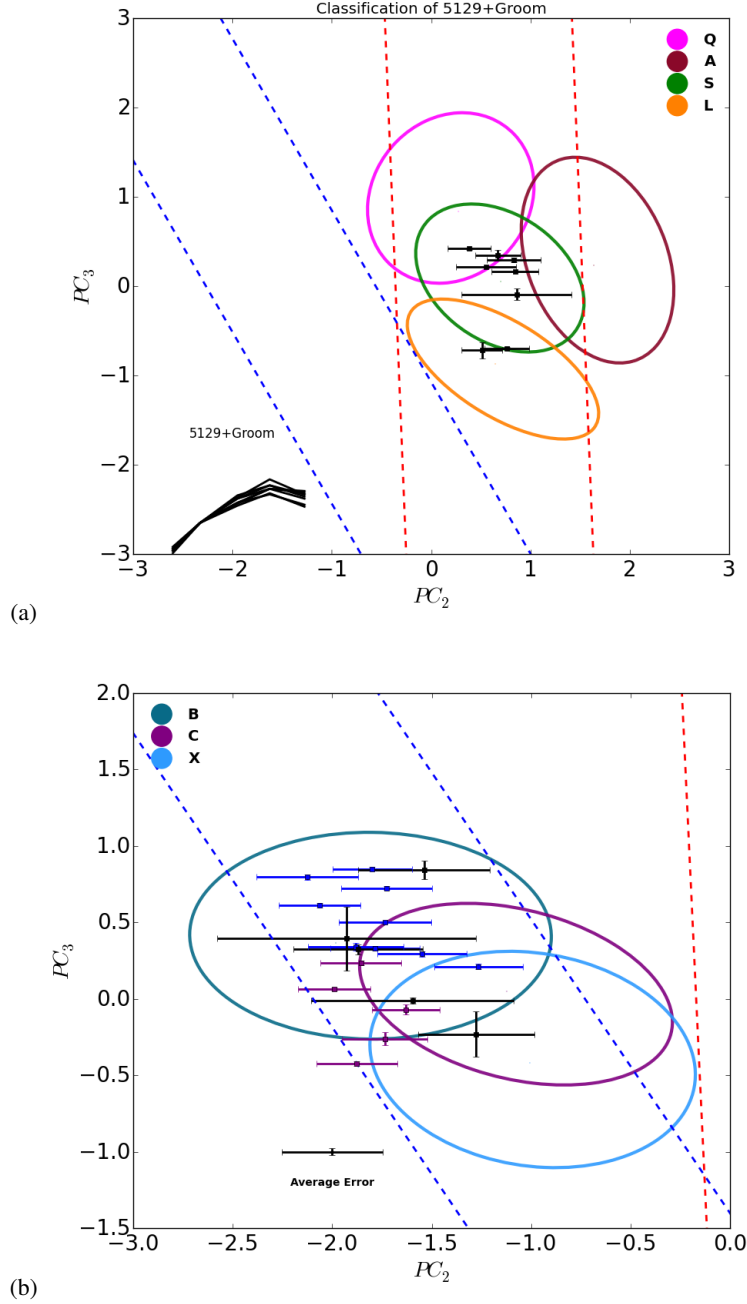 Classification of 5129+Groom
3
2
1
0
−1
−2
−3
PC3
Q
A
S
L
5129+Groom
−3
−2
−1
0
1
2
3
PC2
(a)
2.0
1.5
1.0
0.5
0.0
−0.5
−1.0
−1.5
PC3
B
C
X
Average Error
−3.0
−2.5
−2.0
−1.5
−1.0
−0.5
0.0
PC2
(b)